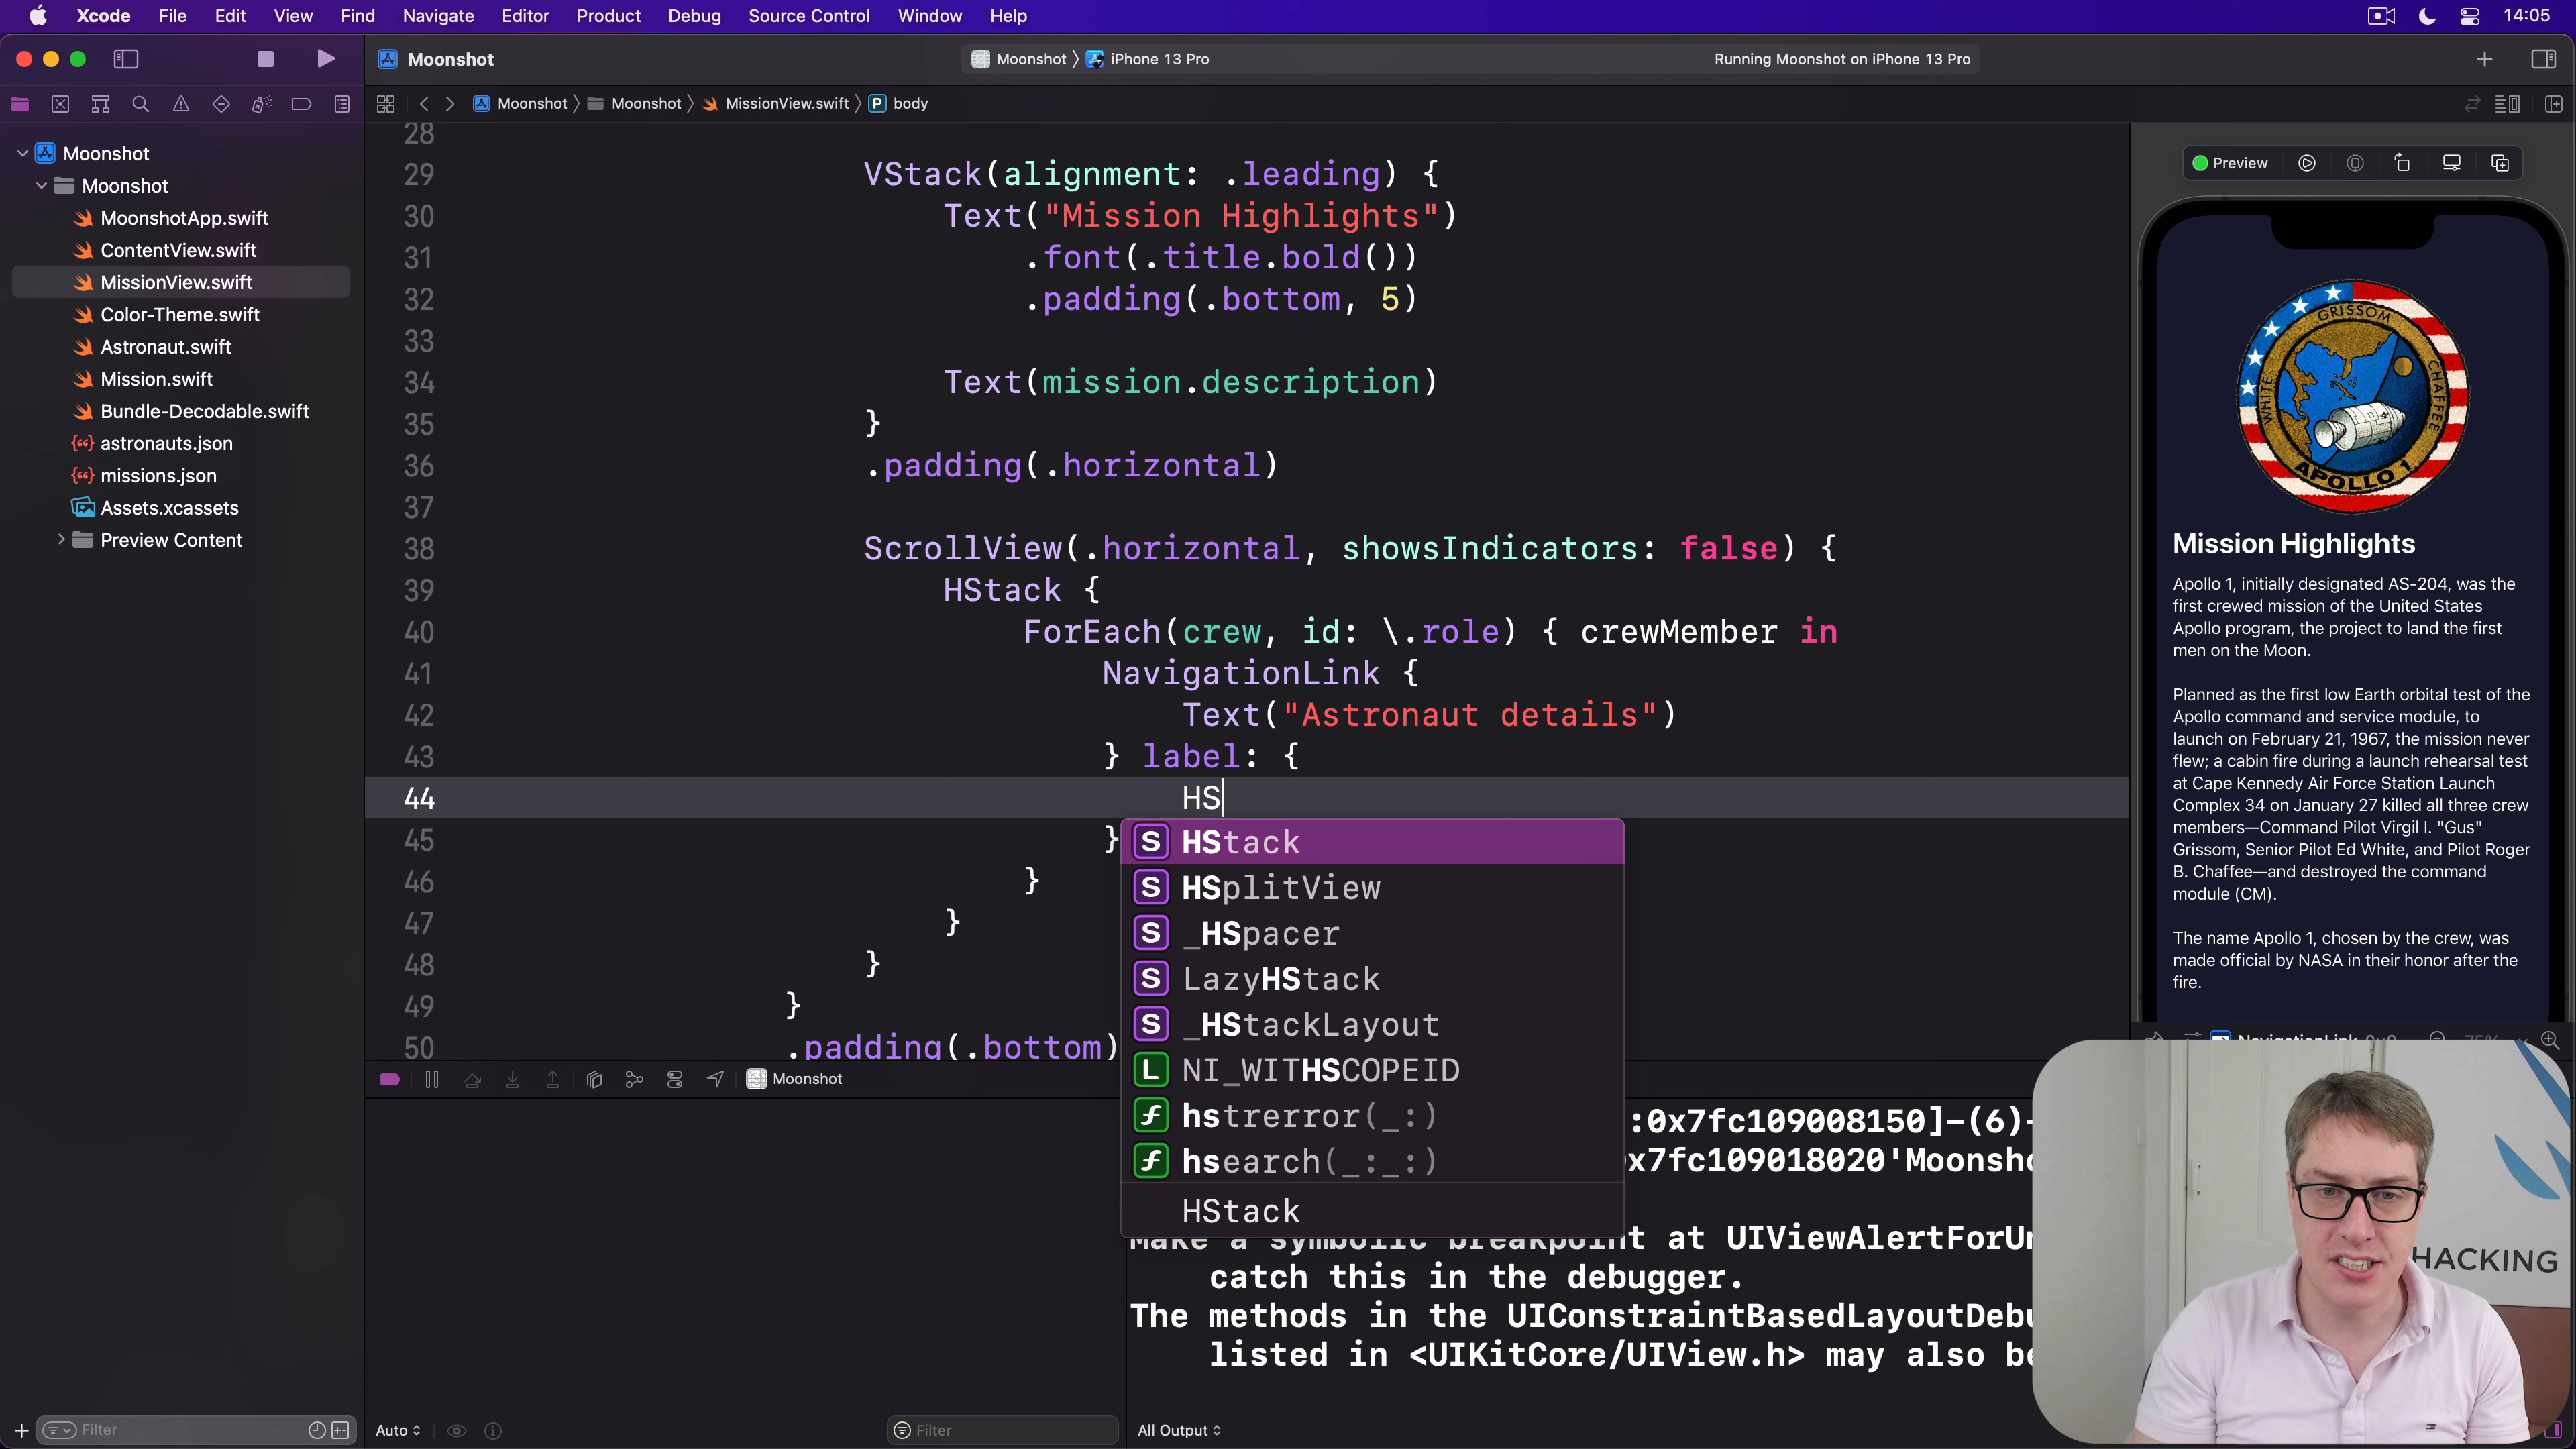 Xcode File Edit View Find Navigate Editor Product Debug Source Control Window Help 14:05
Moonshot Moonshot iPhone 13 Pro Running Moonshot on iPhone 13 Pro
Moonshot Moonshot MissionView.swift P body
Moonshot
Moonshot
MoonshotApp.swift
ContentView.swift
MissionView.swift
Color-Theme.swift
Astronaut.swift
Mission.swift
Bundle-Decodable.swift
astronauts.json
missions.json
Assets.xcassets
Preview Content
Filter
28
29 VStack(alignment: .leading) {
30 Text("Mission Highlights")
31 .font(.title.bold())
32 .padding(.bottom, 5)
33
34 Text(mission.description)
35 }
36 .padding(.horizontal)
37
38 ScrollView(.horizontal, showsIndicators: false) {
39 HStack {
40 ForEach(crew, id: \.role) { crewMember in
41 NavigationLink {
42 Text("Astronaut details")
43 } label: {
44 HS
45 }
46 }
47 }
48 }
49 }
50 .padding(.bottom)
S HStack
S HSplitView
S _HSpacer
S LazyHStack
S _HStackLayout
L NI_WITHSCOPEID
f hstrerror(_:)
f hsearch(_:_:)
HStack
Moonshot
:0x7fc109008150]-(6)-
x7fc109018020'Moonsho
Make a symbolic breakpoint at UIViewAlertForUn
catch this in the debugger.
The methods in the UIConstraintBasedLayoutDebu
listed in <UIKitCore/UIView.h> may also be
Auto Filter All Output
Preview
GRISSOM
WHITE
CHAFFEE
APOLLO 1
Mission Highlights
Apollo 1, initially designated AS-204, was the
first crewed mission of the United States
Apollo program, the project to land the first
men on the Moon.
Planned as the first low Earth orbital test of the
Apollo command and service module, to
launch on February 21, 1967, the mission never
flew; a cabin fire during a launch rehearsal test
at Cape Kennedy Air Force Station Launch
Complex 34 on January 27 killed all three crew
members—Command Pilot Virgil I. "Gus"
Grissom, Senior Pilot Ed White, and Pilot Roger
B. Chaffee—and destroyed the command
module (CM).
The name Apollo 1, chosen by the crew, was
made official by NASA in their honor after the
fire.
HACKING